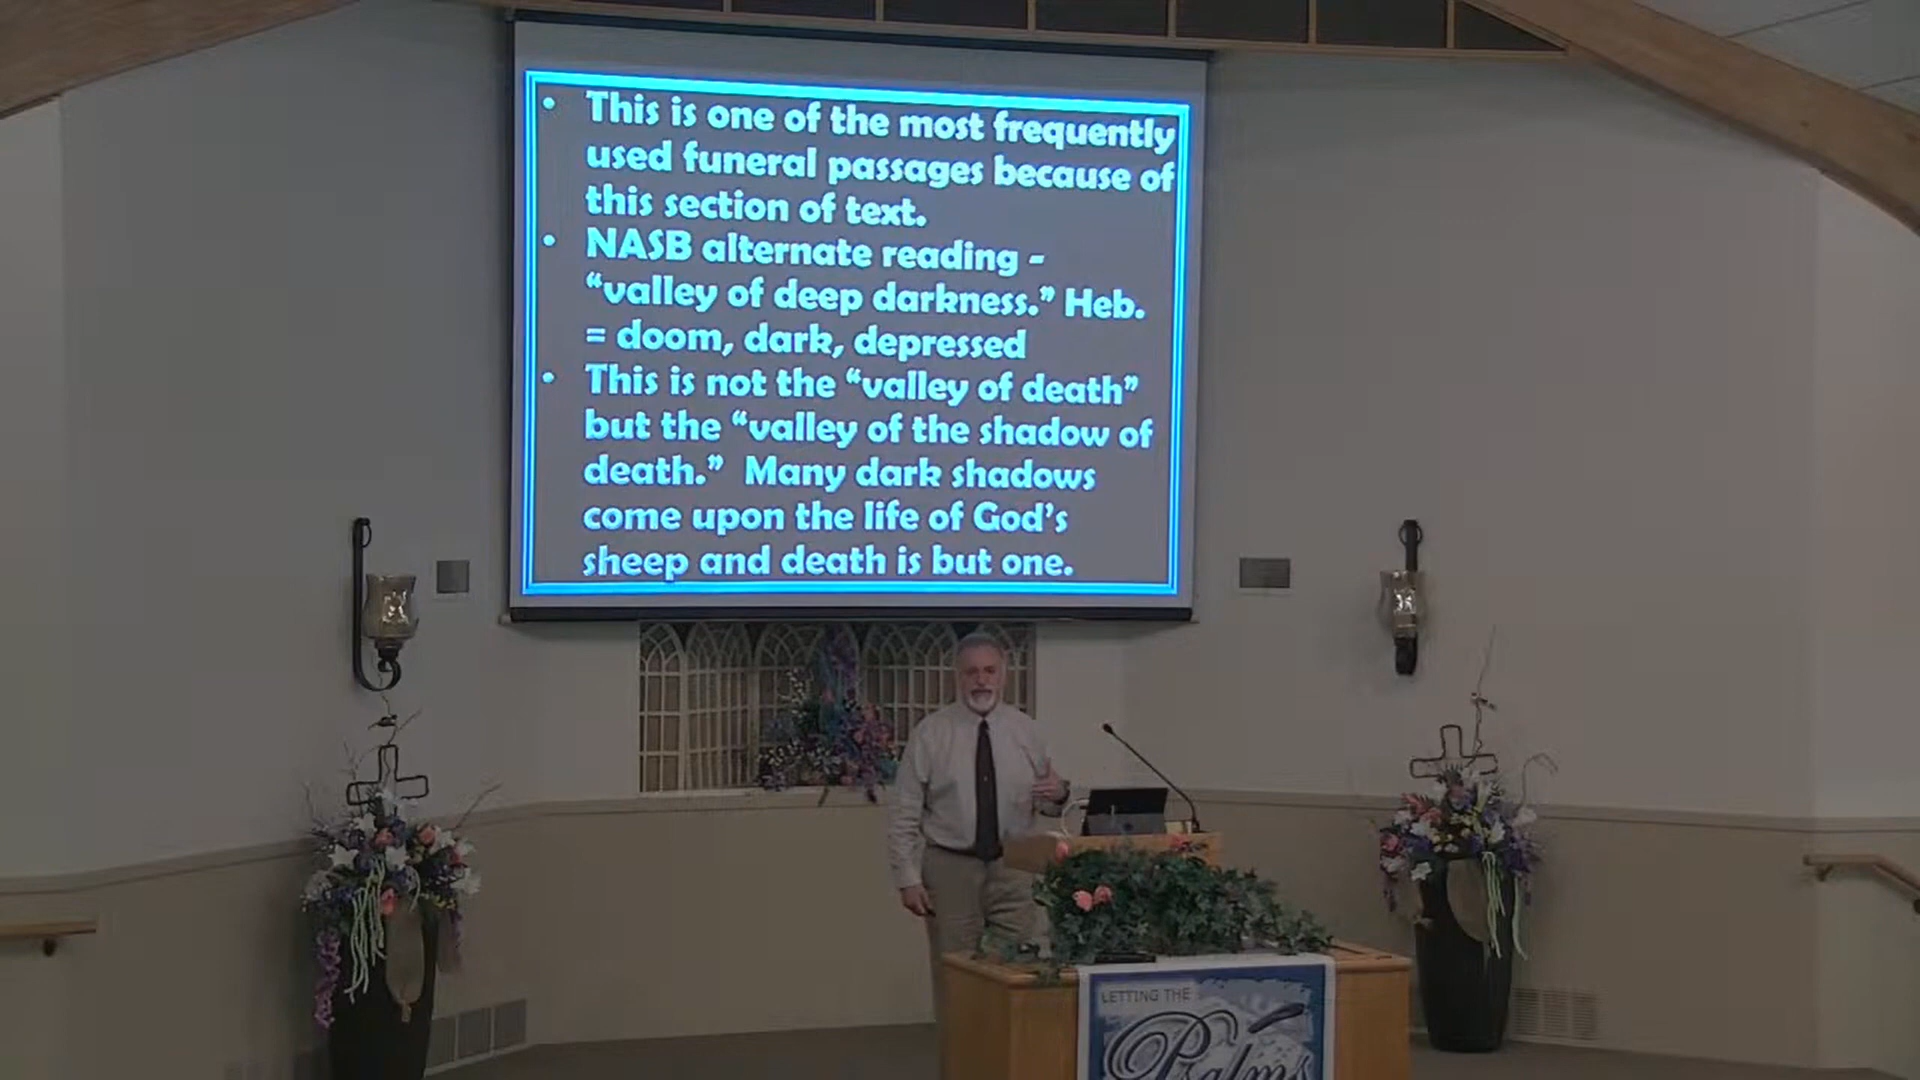 • This is one of the most frequently
used funeral passages because of
this section of text.
• NASB alternate reading -
“valley of deep darkness.” Heb.
= doom, dark, depressed
• This is not the “valley of death”
but the “valley of the shadow of
death.” Many dark shadows
come upon the life of God’s
sheep and death is but one.
LETTING THE
Psalms